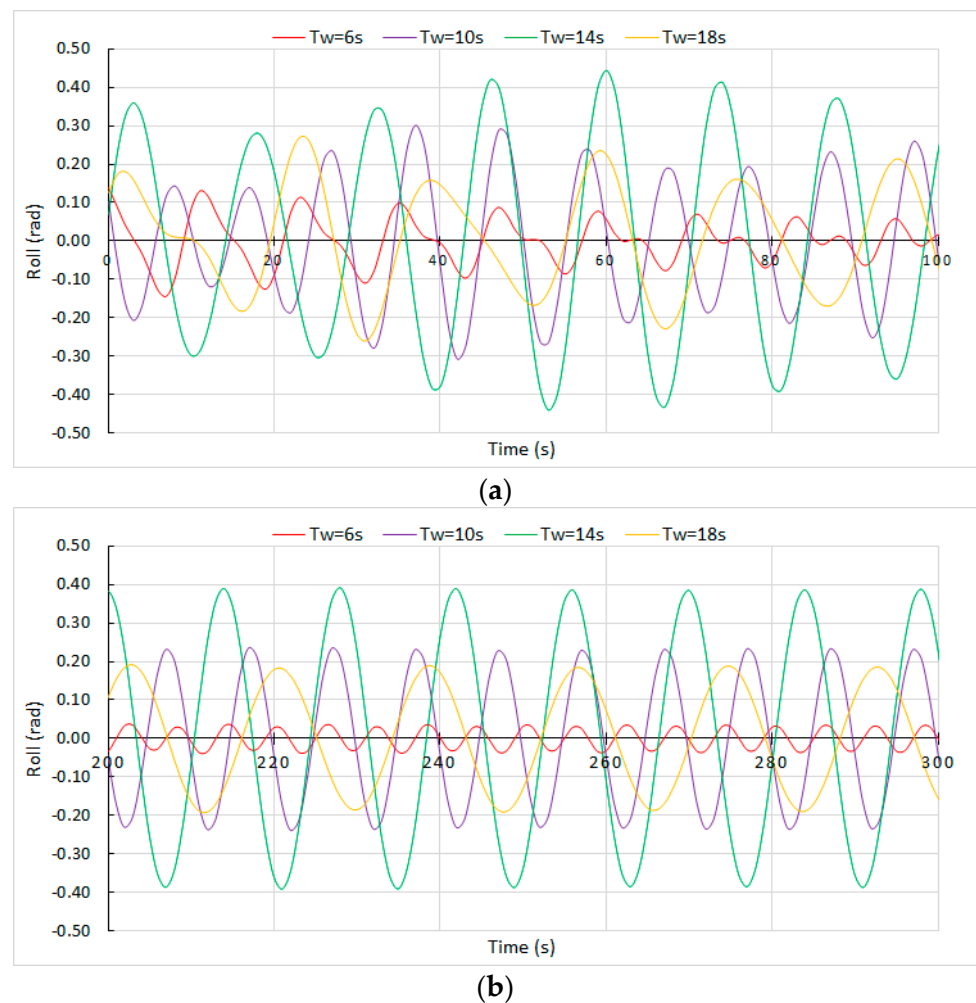 Tw=6s Tw=10s Tw=14s Tw=18s
0.50
0.40
0.30
0.20
0.10
0.00
-0.10
-0.20
-0.30
-0.40
-0.50
Roll (rad)
0 20 40 60 80 100
Time (s)
(a)
Tw=6s Tw=10s Tw=14s Tw=18s
0.50
0.40
0.30
0.20
0.10
0.00
-0.10
-0.20
-0.30
-0.40
-0.50
Roll (rad)
200 220 240 260 280 300
Time (s)
(b)